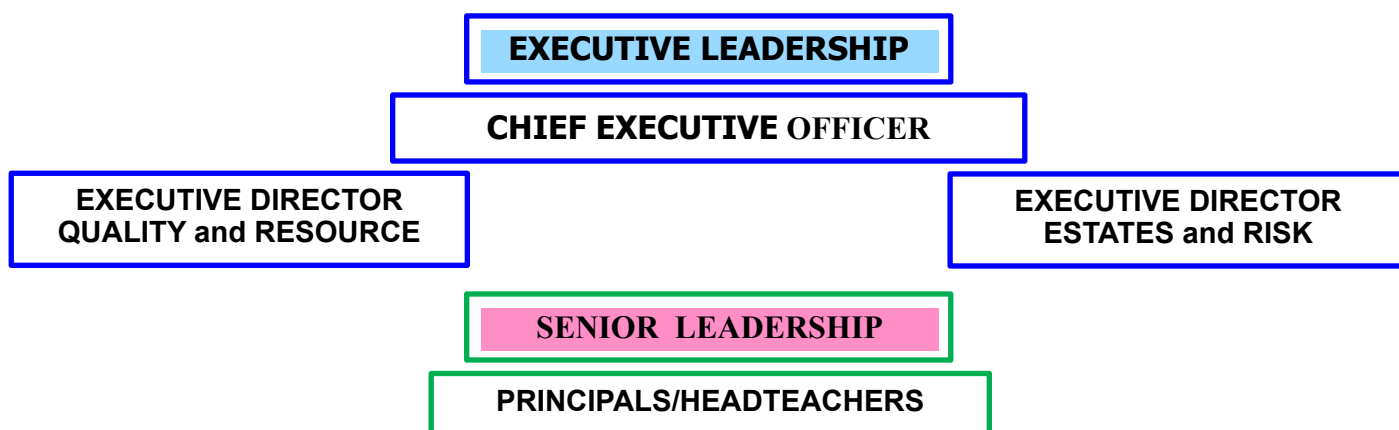 EXECUTIVE LEADERSHIP
CHIEF EXECUTIVE OFFICER
EXECUTIVE DIRECTOR
QUALITY and RESOURCE
EXECUTIVE DIRECTOR
ESTATES and RISK
SENIOR LEADERSHIP
PRINCIPALS/HEADTEACHERS